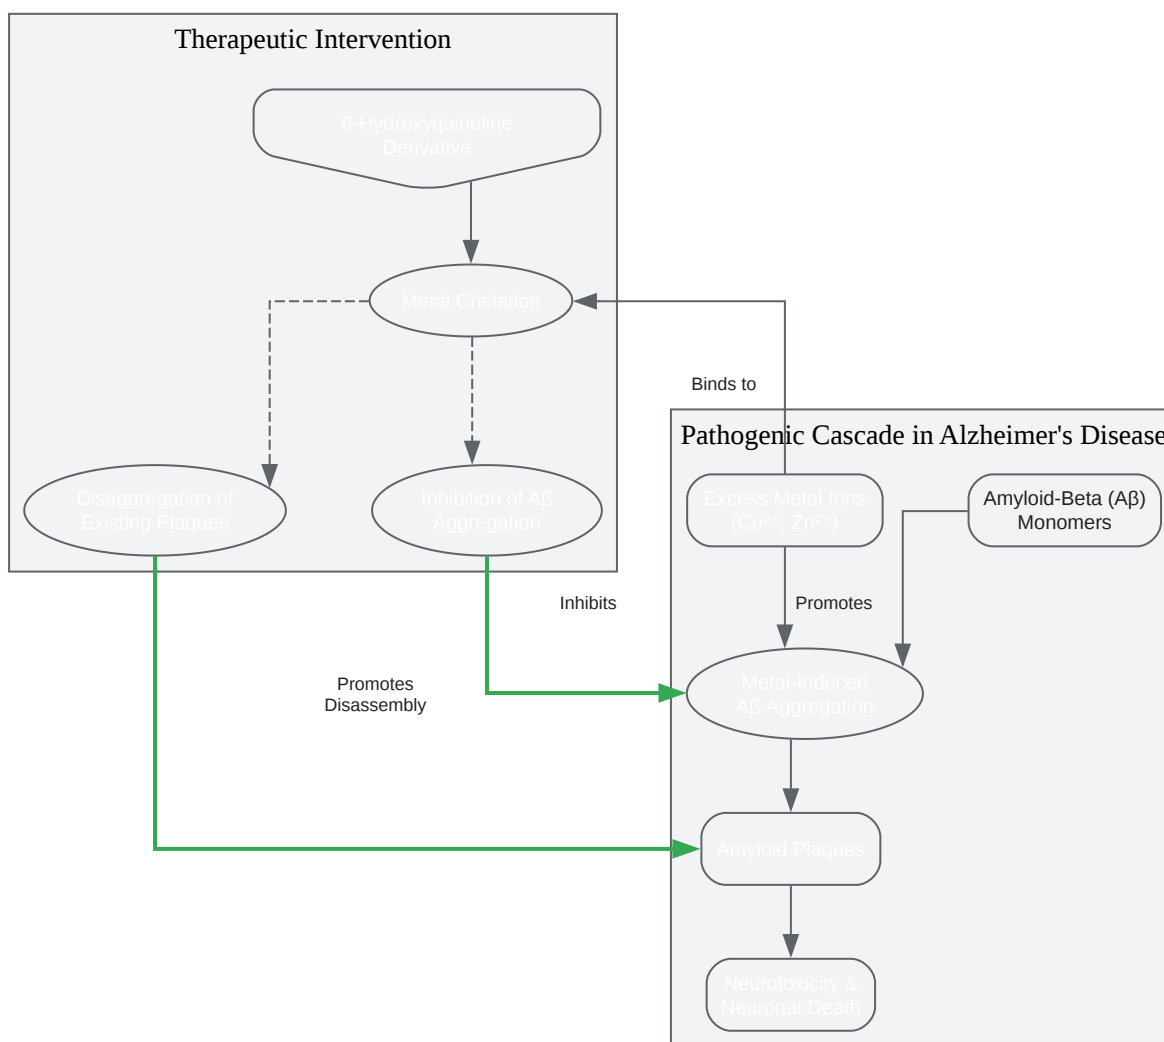 Therapeutic Intervention
8-Hydroxyquinoline
Derivative
Metal Chelation
Binds to
Pathogenic Cascade in Alzheimer's Disease
Disaggregation of
Existing Plaques
Inhibition of Aβ
Aggregation
Excess Metal Ions
(Cu²⁺, Zn²⁺)
Amyloid-Beta (Aβ)
Monomers
Inhibits
Promotes
Promotes
Disassembly
Metal-Induced
Aβ Aggregation
Amyloid Plaques
Neurotoxicity &
Neuronal Death